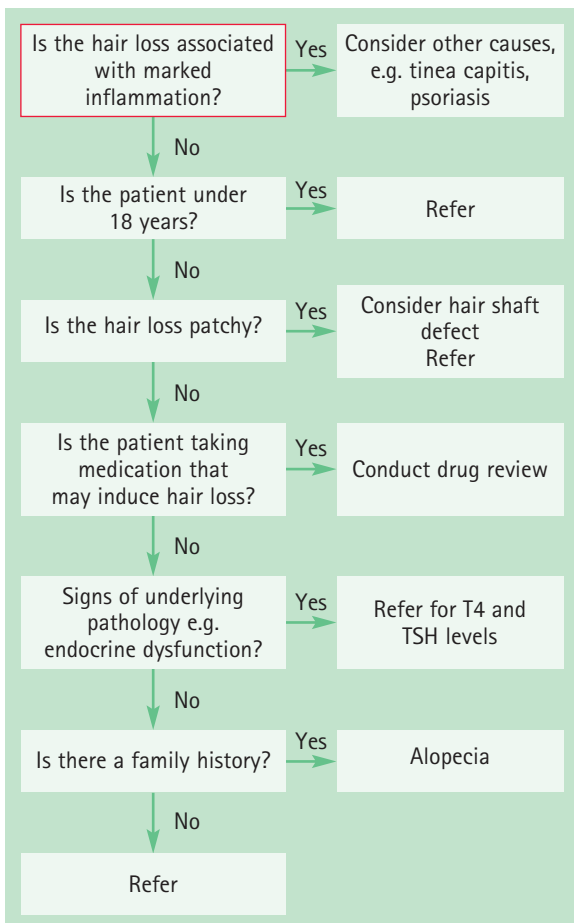 Is the hair loss associated
with marked
inflammation?
Yes
Consider other causes,
e.g. tinea capitis,
psoriasis
No
Is the patient under
18 years?
Yes
Refer
No
Is the hair loss patchy?
Yes
Consider hair shaft
defect
Refer
No
Is the patient taking
medication that
may induce hair loss?
Yes
Conduct drug review
No
Signs of underlying
pathology e.g.
endocrine dysfunction?
Yes
Refer for T4 and
TSH levels
No
Is there a family history?
Yes
Alopecia
No
Refer